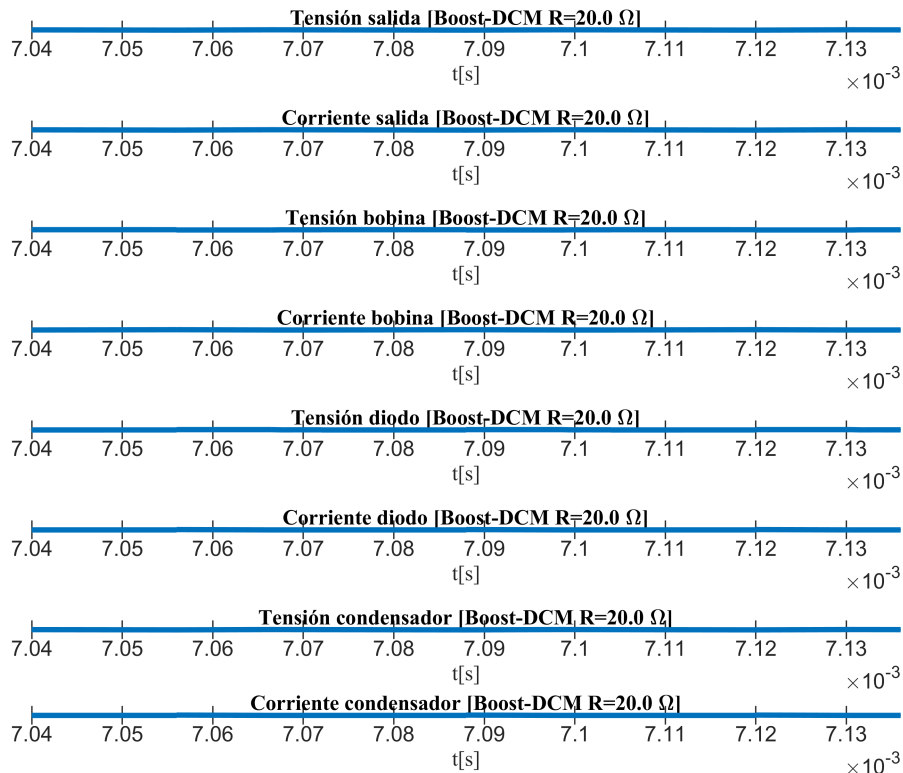 Tensión salida [Boost-DCM R=20.0 Ω]
7.04 7.05 7.06 7.07 7.08 7.09 7.1 7.11 7.12 7.13
t[s]
×10-3
Corriente salida [Boost-DCM R=20.0 Ω]
7.04 7.05 7.06 7.07 7.08 7.09 7.1 7.11 7.12 7.13
t[s]
×10-3
Tensión bobina [Boost-DCM R=20.0 Ω]
7.04 7.05 7.06 7.07 7.08 7.09 7.1 7.11 7.12 7.13
t[s]
×10-3
Corriente bobina [Boost-DCM R=20.0 Ω]
7.04 7.05 7.06 7.07 7.08 7.09 7.1 7.11 7.12 7.13
t[s]
×10-3
Tensión diodo [Boost-DCM R=20.0 Ω]
7.04 7.05 7.06 7.07 7.08 7.09 7.1 7.11 7.12 7.13
t[s]
×10-3
Corriente diodo [Boost-DCM R=20.0 Ω]
7.04 7.05 7.06 7.07 7.08 7.09 7.1 7.11 7.12 7.13
t[s]
×10-3
Tensión condensador [Boost-DCM R=20.0 Ω]
7.04 7.05 7.06 7.07 7.08 7.09 7.1 7.11 7.12 7.13
t[s]
×10-3
Corriente condensador [Boost-DCM R=20.0 Ω]
7.04 7.05 7.06 7.07 7.08 7.09 7.1 7.11 7.12 7.13
t[s]
×10-3